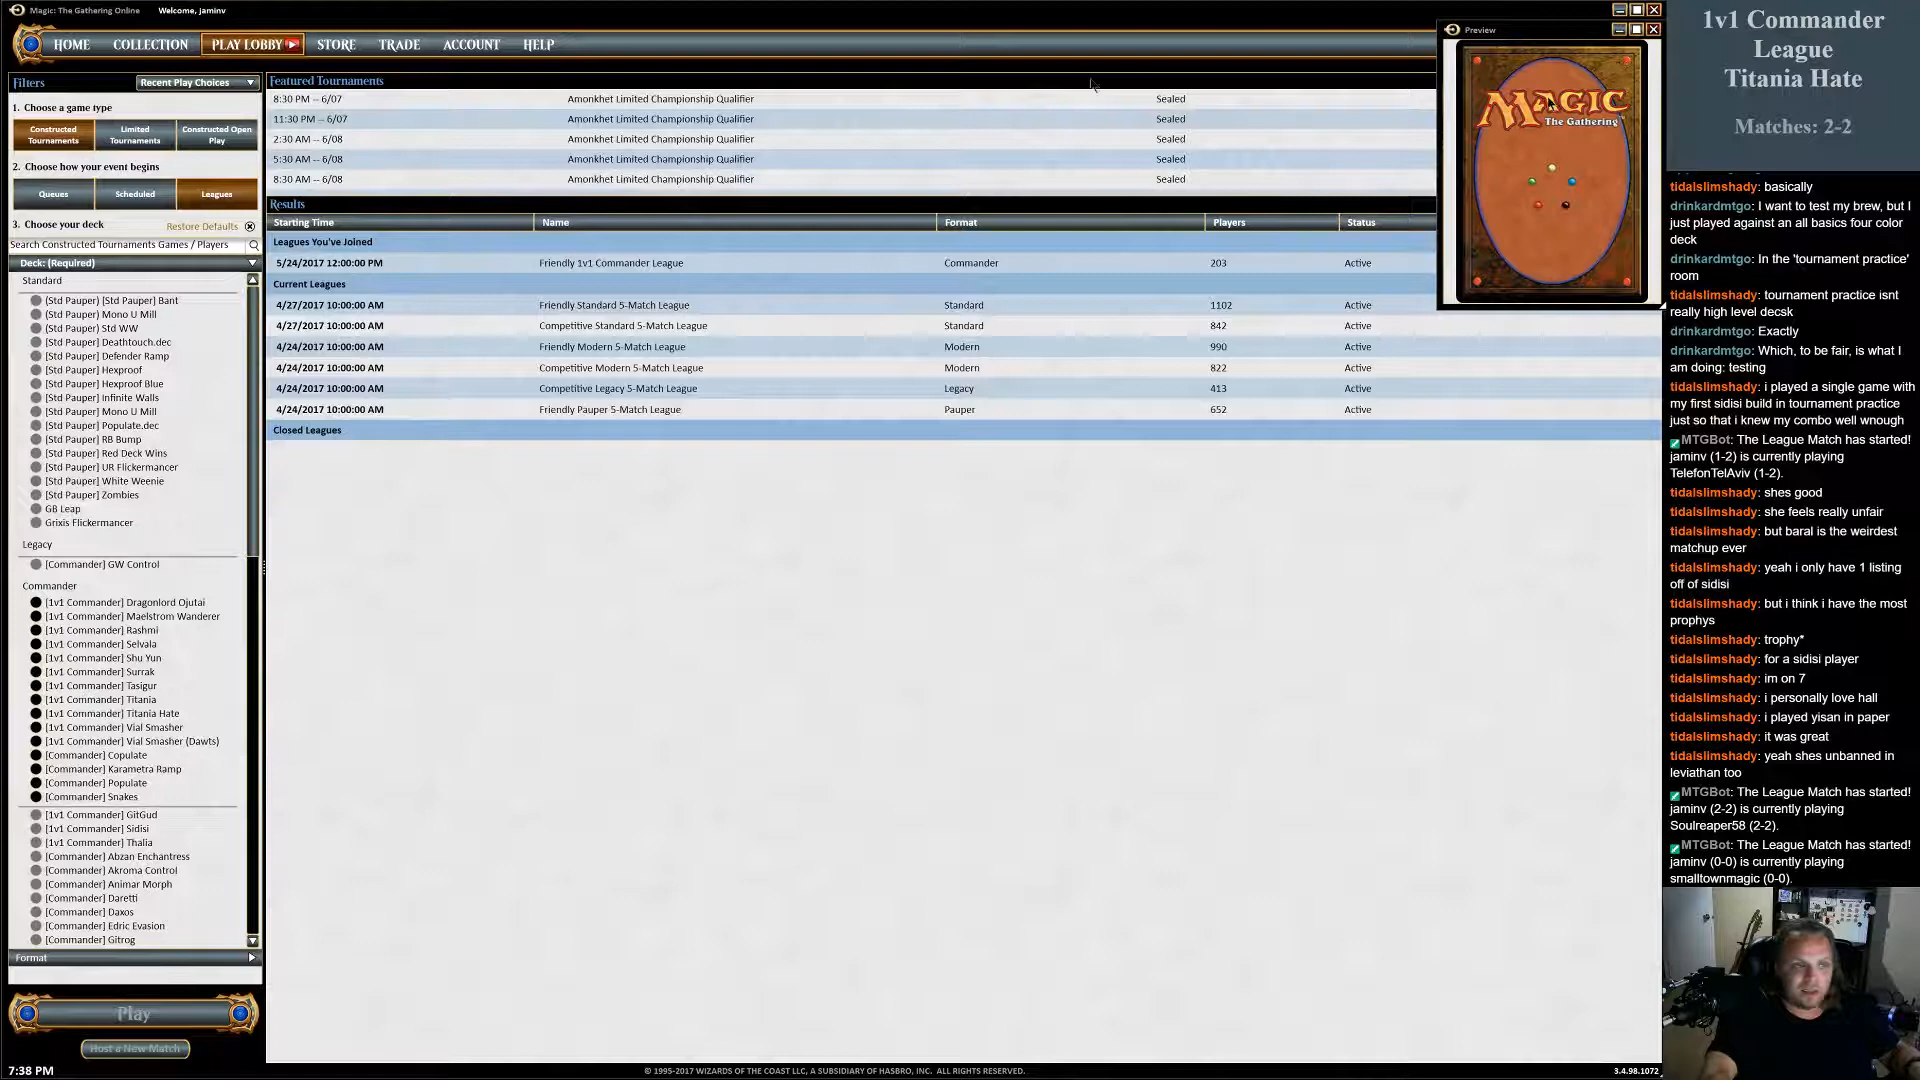 Magic: The Gathering Online
Welcome, jaminv
HOME
COLLECTION
PLAY LOBBY
STORE
TRADE
ACCOUNT
HELP
Filters
Recent Play Choices
1. Choose a game type
Constructed Tournaments
Limited Tournaments
Constructed Open Play
2. Choose how your event begins
Queues
Scheduled
Leagues
3. Choose your deck
Restore Defaults
Search Constructed Tournaments Games / Players
Deck: (Required)
Standard
(Std Pauper) [Std Pauper] Bant
(Std Pauper) Mono U Mill
(Std Pauper) Std WW
[Std Pauper] Deathtouch.dec
[Std Pauper] Defender Ramp
[Std Pauper] Hexproof
[Std Pauper] Hexproof Blue
[Std Pauper] Infinite Walls
[Std Pauper] Mono U Mill
[Std Pauper] Populate.dec
[Std Pauper] RB Bump
[Std Pauper] Red Deck Wins
[Std Pauper] UR Flickermancer
[Std Pauper] White Weenie
[Std Pauper] Zombies
GB Leap
Grixis Flickermancer
Legacy
[Commander] GW Control
Commander
[1v1 Commander] Dragonlord Ojutai
[1v1 Commander] Maelstrom Wanderer
[1v1 Commander] Rashmi
[1v1 Commander] Selvala
[1v1 Commander] Shu Yun
[1v1 Commander] Surrak
[1v1 Commander] Tasigur
[1v1 Commander] Titania
[1v1 Commander] Titania Hate
[1v1 Commander] Vial Smasher
[1v1 Commander] Vial Smasher (Dawts)
[Commander] Copulate
[Commander] Karametra Ramp
[Commander] Populate
[Commander] Snakes
[1v1 Commander] GitGud
[1v1 Commander] Sidisi
[1v1 Commander] Thalia
[Commander] Abzan Enchantress
[Commander] Akroma Control
[Commander] Animar Morph
[Commander] Daretti
[Commander] Daxos
[Commander] Edric Evasion
[Commander] Gitrog
Format
Play
Host a New Match
7:38 PM
Featured Tournaments
8:30 PM -- 6/07 Amonkhet Limited Championship Qualifier Sealed
11:30 PM -- 6/07 Amonkhet Limited Championship Qualifier Sealed
2:30 AM -- 6/08 Amonkhet Limited Championship Qualifier Sealed
5:30 AM -- 6/08 Amonkhet Limited Championship Qualifier Sealed
8:30 AM -- 6/08 Amonkhet Limited Championship Qualifier Sealed
Results
Starting Time Name Format Players Status
Leagues You've Joined
5/24/2017 12:00:00 PM Friendly 1v1 Commander League Commander 203 Active
Current Leagues
4/27/2017 10:00:00 AM Friendly Standard 5-Match League Standard 1102 Active
4/27/2017 10:00:00 AM Competitive Standard 5-Match League Standard 842 Active
4/24/2017 10:00:00 AM Friendly Modern 5-Match League Modern 990 Active
4/24/2017 10:00:00 AM Competitive Modern 5-Match League Modern 822 Active
4/24/2017 10:00:00 AM Competitive Legacy 5-Match League Legacy 413 Active
4/24/2017 10:00:00 AM Friendly Pauper 5-Match League Pauper 652 Active
Closed Leagues
© 1995-2017 WIZARDS OF THE COAST LLC, A SUBSIDIARY OF HASBRO, INC. ALL RIGHTS RESERVED.
3.4.98.1072
Preview
MAGIC
The Gathering
1v1 Commander
League
Titania Hate
Matches: 2-2
tidalslimshady: basically
drinkardmtgo: I want to test my brew, but I
just played against an all basics four color
deck
drinkardmtgo: In the 'tournament practice'
room
tidalslimshady: tournament practice isnt
really high level decsk
drinkardmtgo: Exactly
drinkardmtgo: Which, to be fair, is what I
am doing: testing
tidalslimshady: i played a single game with
my first sidisi build in tournament practice
just so that i knew my combo well wnough
MTGBot: The League Match has started!
jaminv (1-2) is currently playing
TelefonTelAviv (1-2).
tidalslimshady: shes good
tidalslimshady: she feels really unfair
tidalslimshady: but baral is the weirdest
matchup ever
tidalslimshady: yeah i only have 1 listing
off of sidisi
tidalslimshady: but i think i have the most
prophys
tidalslimshady: trophy*
tidalslimshady: for a sidisi player
tidalslimshady: im on 7
tidalslimshady: i personally love hall
tidalslimshady: i played yisan in paper
tidalslimshady: it was great
tidalslimshady: yeah shes unbanned in
leviathan too
MTGBot: The League Match has started!
jaminv (2-2) is currently playing
Soulreaper58 (2-2).
MTGBot: The League Match has started!
jaminv (0-0) is currently playing
smalltownmagic (0-0).